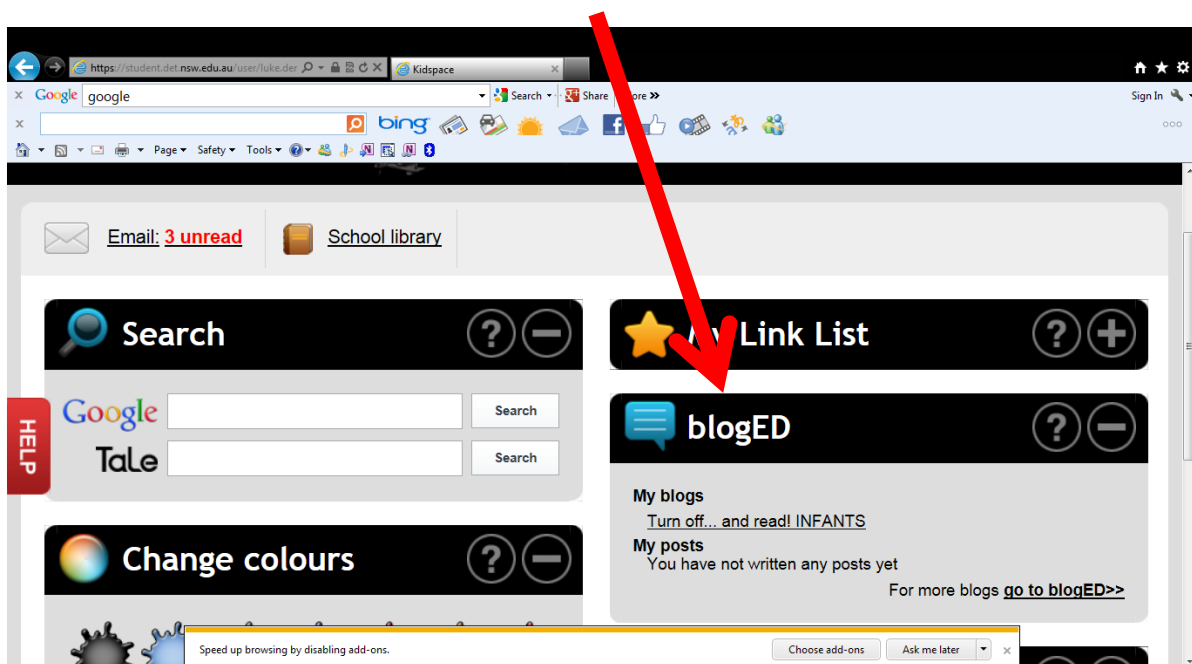 https://student.det.nsw.edu.au/user/luke.der
Kidspace
Google google Search Share Sign In
bing
Page Safety Tools
Email: 3 unread School library
Search
Google Search
TaLe Search
HELP
Change colours
Link List
blogED
My blogs
Turn off... and read! INFANTS
My posts
You have not written any posts yet
For more blogs go to blogED>>
Speed up browsing by disabling add-ons. Choose add-ons Ask me later